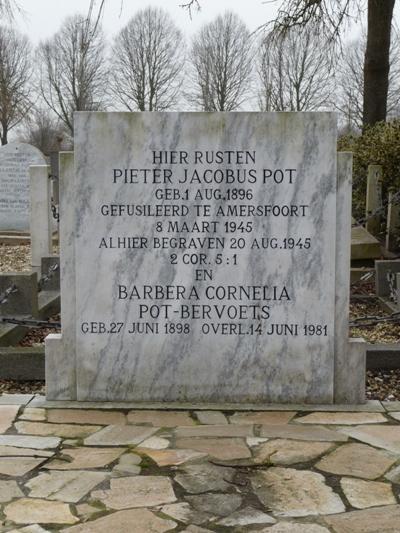 HIER RUSTEN
PIETER JACOBUS POT
GEB. 1 AUG. 1896
GEFUSILEERD TE AMERSFOORT
8 MAART 1945
ALHIER BEGRAVEN 20 AUG. 1945
2 COR. 5 : 1
EN
BARBERA CORNELIA
POT-BERVOETS
GEB. 27 JUNI 1898 OVERL. 14 JUNI 1981